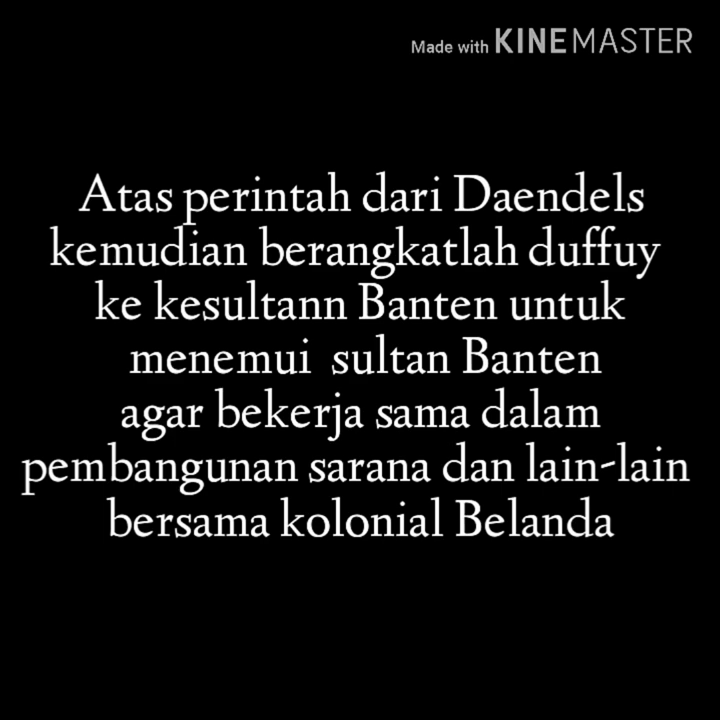 Made with KINEMASTER
Atas perintah dari Daendels
kemudian berangkatlah duffuy
ke kesultann Banten untuk
menemui sultan Banten
agar bekerja sama dalam
pembangunan sarana dan lain-lain
bersama kolonial Belanda